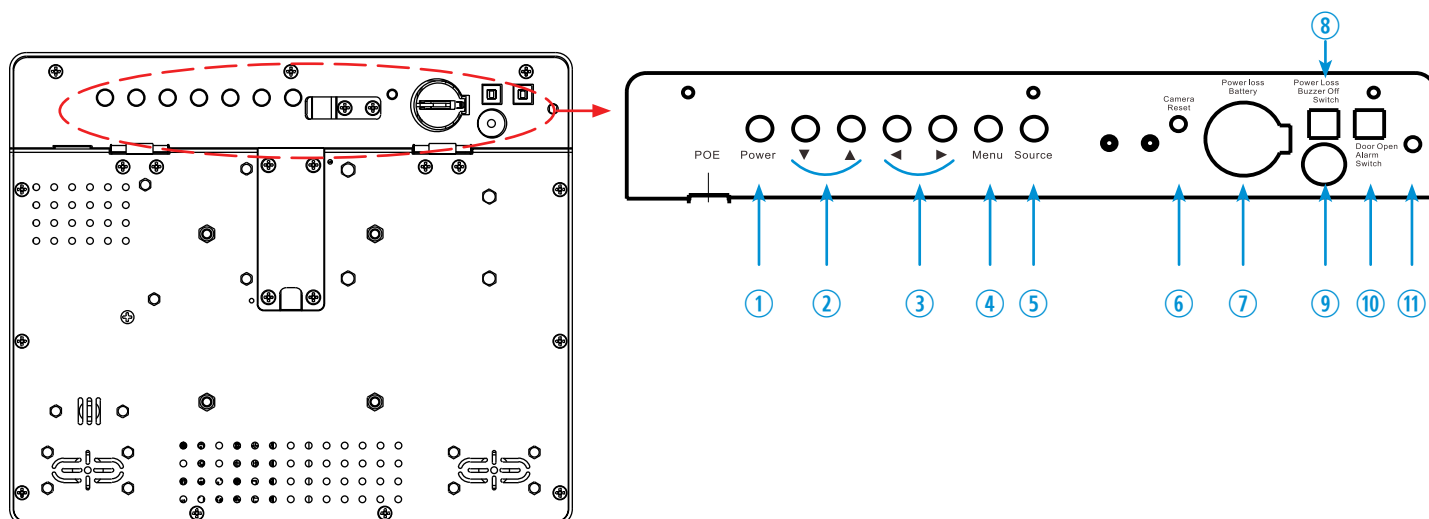 ⑧
Power loss
Battery
Power Loss
Buzzer Off
Switch
Camera
Reset
POE
Power
▼
▲
◀
▶
Menu
Source
Door Open
Alarm
Switch
①
②
③
④
⑤
⑥
⑦
⑨
⑩
⑪